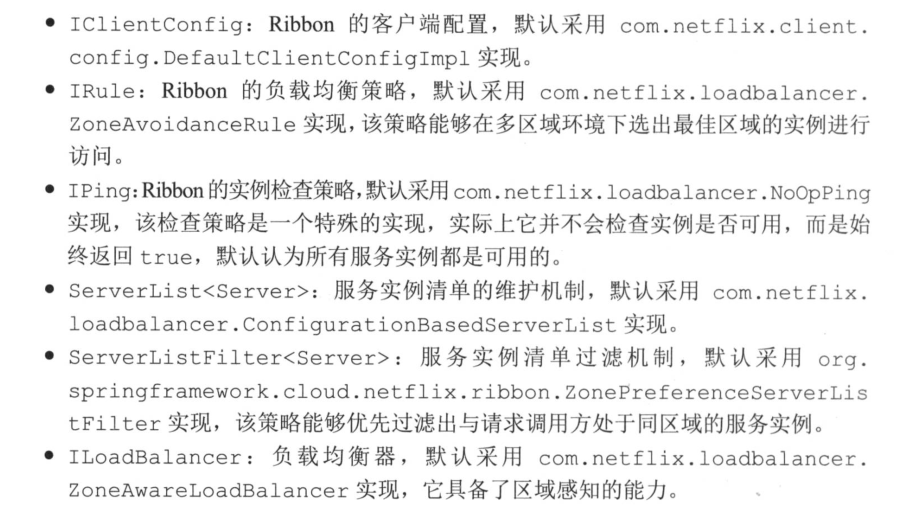 • IClientConfig：Ribbon 的客户端配置，默认采用 com.netflix.client.
config.DefaultClientConfigImpl 实现。
• IRule：Ribbon 的负载均衡策略，默认采用 com.netflix.loadbalancer.
ZoneAvoidanceRule 实现，该策略能够在多区域环境下选出最佳区域的实例进行
访问。
• IPing：Ribbon的实例检查策略，默认采用com.netflix.loadbalancer.NoOpPing
实现，该检查策略是一个特殊的实现，实际上它并不会检查实例是否可用，而是始
终返回 true，默认认为所有服务实例都是可用的。
• ServerList<Server>：服务实例清单的维护机制，默认采用 com.netflix.
loadbalancer.ConfigurationBasedServerList 实现。
• ServerListFilter<Server>：服务实例清单过滤机制，默认采用 org.
springframework.cloud.netflix.ribbon.ZonePreferenceServerLis
tFilter 实现，该策略能够优先过滤出与请求调用方处于同区域的服务实例。
• ILoadBalancer：负载均衡器，默认采用 com.netflix.loadbalancer.
ZoneAwareLoadBalancer 实现，它具备了区域感知的能力。